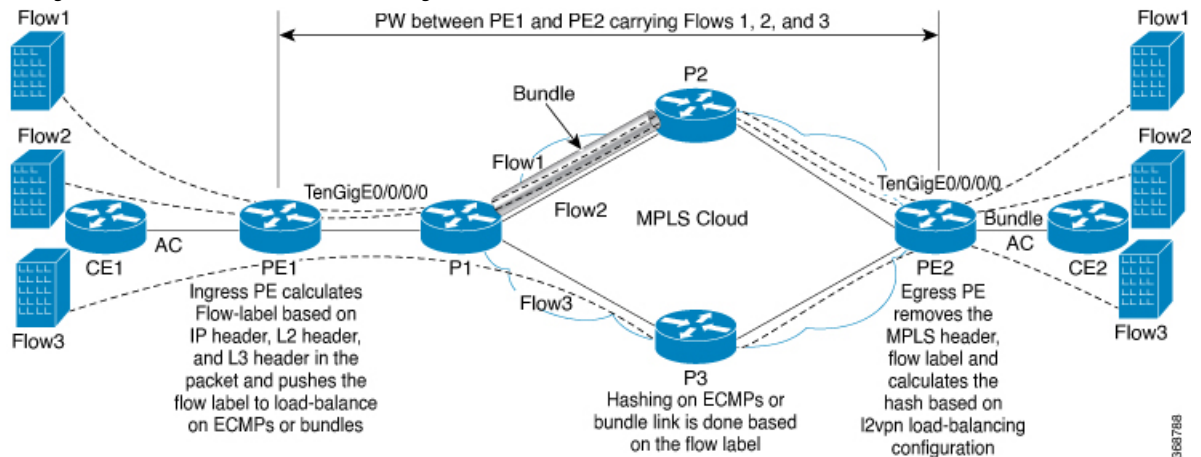 PW between PE1 and PE2 carrying Flows 1, 2, and 3
Flow1
Flow1
P2
Bundle
Flow2
Flow1
Flow2
TenGigE0/0/0/0
Flow2
MPLS Cloud
TenGigE0/0/0/0
Bundle
AC
AC
CE1
PE1
P1
PE2
CE2
Flow3
Flow3
Flow3
Ingress PE calculates
Flow-label based on
IP header, L2 header,
and L3 header in the
packet and pushes the
flow label to load-balance
on ECMPs or bundles
P3
Hashing on ECMPs or
bundle link is done based
on the flow label
Egress PE
removes the
MPLS header,
flow label and
calculates the
hash based on
l2vpn load-balancing
configuration
368788